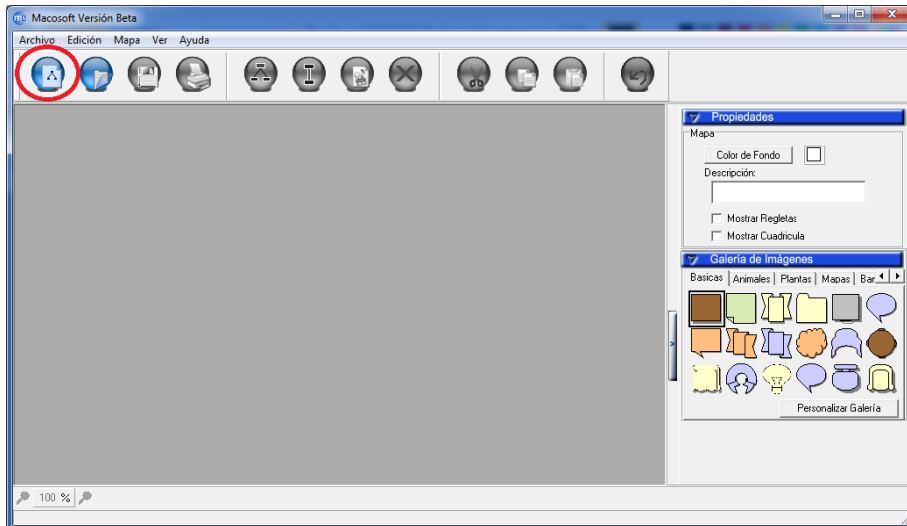 Macosoft Versión Beta
Archivo Edición Mapa Ver Ayuda
Propiedades
Mapa
Color de Fondo
Descripción:
Mostrar Regletas
Mostrar Cuadricula
Galería de Imágenes
Basicas Animales Plantas Mapas Bar
Personalizar Galería
100 %